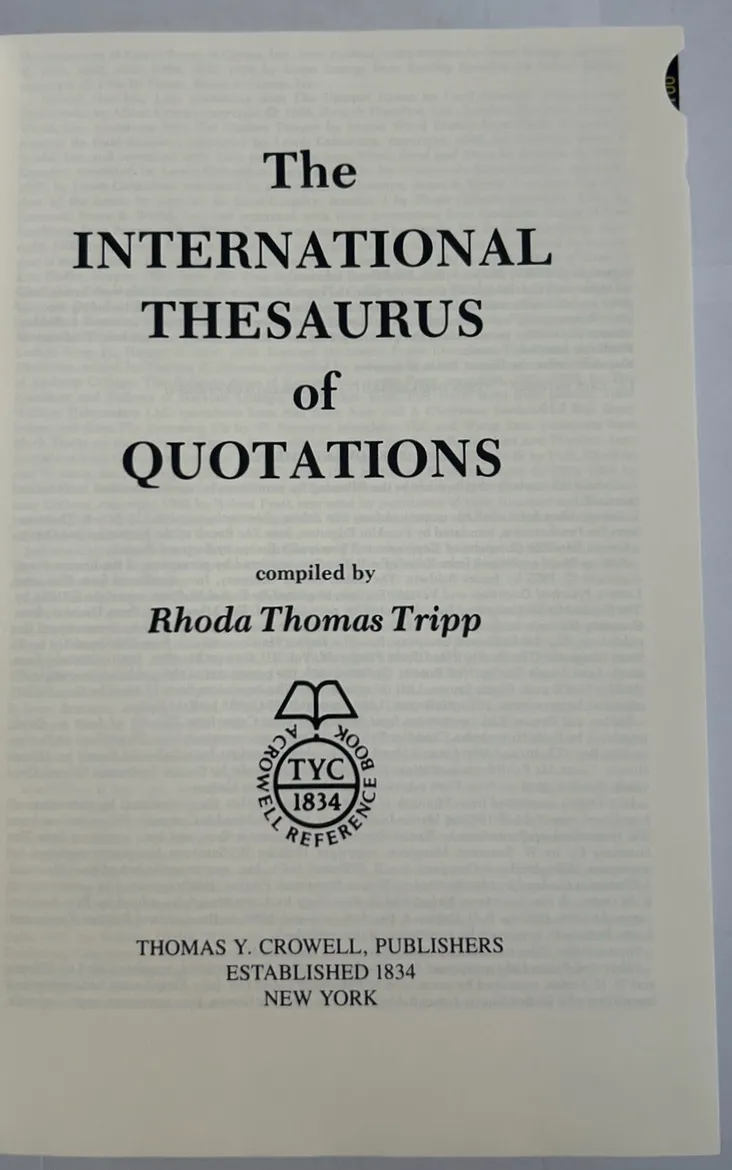 The
INTERNATIONAL
THESAURUS
of
QUOTATIONS
compiled by
Rhoda Thomas Tripp
A CROWELL REFERENCE BOOK
TYC
1834
THOMAS Y. CROWELL, PUBLISHERS
ESTABLISHED 1834
NEW YORK